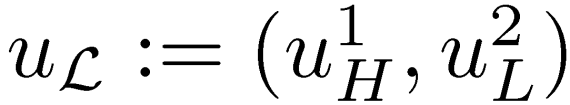 $u_{\mathcal{L}} := (u_H^1, u_L^2)$